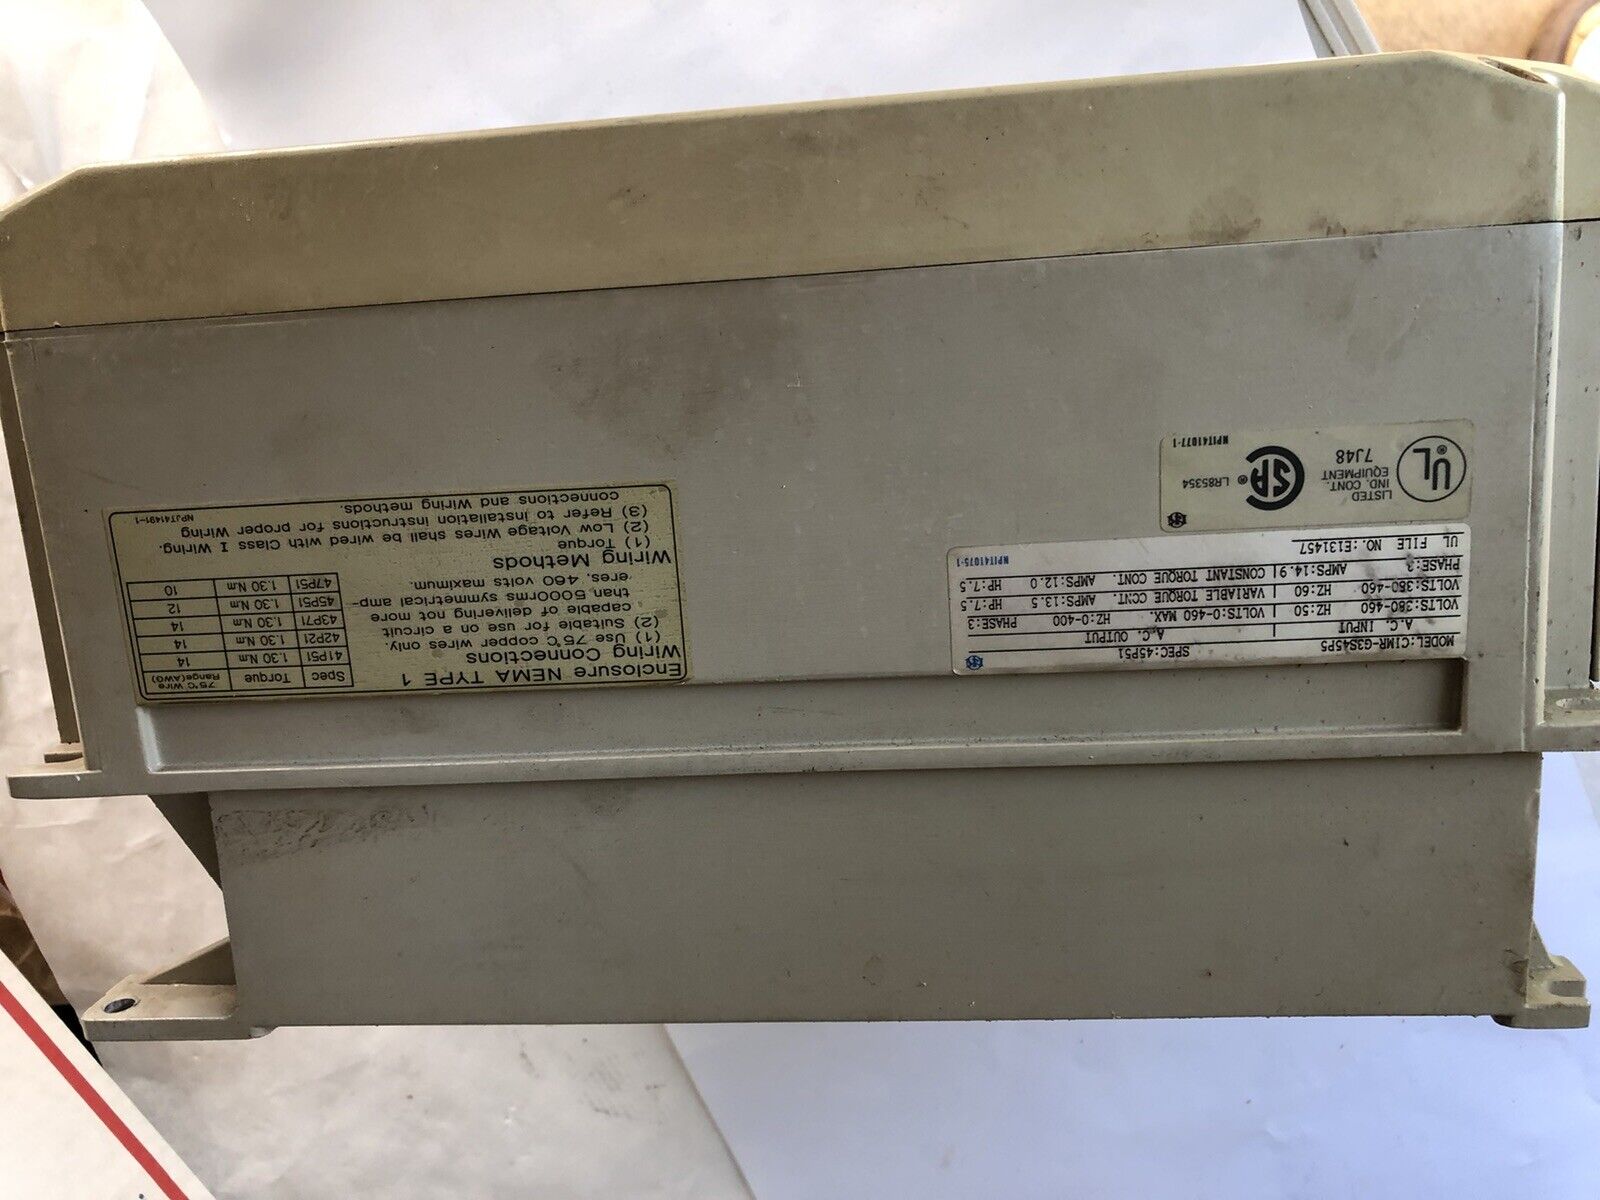 MODEL:CIMR-G3S45P5 SPEC:45P51
A.C. INPUT A.C. OUTPUT
VOLTS:380-460 HZ:50 VOLTS:0-460 MAX. HZ:0-400 PHASE:3
VOLTS:380-460 HZ:60 VARIABLE TORQUE CONT. AMPS:13.5 HP:7.5
PHASE:3 AMPS:14.9 CONSTANT TORQUE CONT. AMPS:12.0 HP:7.5
UL FILE NO.:E131457 NPIT41075-1
UL ®
LISTED
IND. CONT.
EQUIPMENT
7J48
SA ® LR85354
NPIT41077-1
Enclosure NEMA TYPE 1
Wiring Connections
(1) Use 75°C copper wires only.
(2) Suitable for use on a circuit
capable of delivering not more
than 5000rms symmetrical amp-
eres. 460 volts maximum.
Wiring Methods
(1) Torque
(2) Low Voltage Wires shall be wired with Class I Wiring.
(3) Refer to installation instructions for proper wiring
connections and wiring methods.
Spec Torque 75°C Wire Range(AWG)
41P51 1.30 N.m 14
42P21 1.30 N.m 14
43P71 1.30 N.m 14
45P51 1.30 N.m 12
47P51 1.30 N.m 10
NPJT41491-1